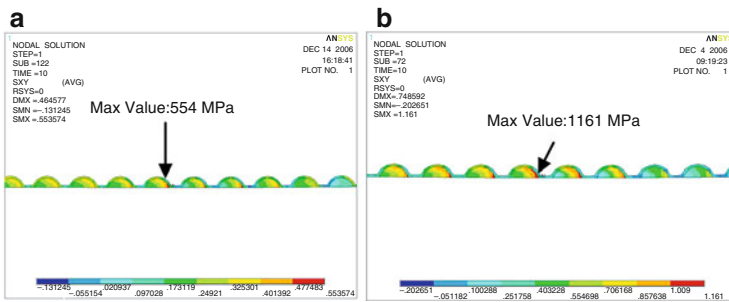 a
1
NODAL SOLUTION
STEP=1
SUB =122
TIME =10
SXY (AVG)
RSYS=0
DMX=.464577
SMN =-.131245
SMX =.553574
ANSYS
DEC 14 2006
16:18:41
PLOT NO. 1
Max Value:554 MPa
-.131245 .020937 .173119 .325301 .477483
-.055154 .097028 .24921 .401392 .553574
b
1
NODAL SOLUTION
STEP=1
SUB =72
TIME =10
SXY (AVG)
RSYS=0
DMX=.748592
SMN=-.202651
SMX =1.161
ANSYS
DEC 4 2006
09:19:23
PLOT NO. 1
Max Value:1161 MPa
-.202651 .100288 .403228 .706168 1.009
-.051182 .251758 .554698 .857638 1.161